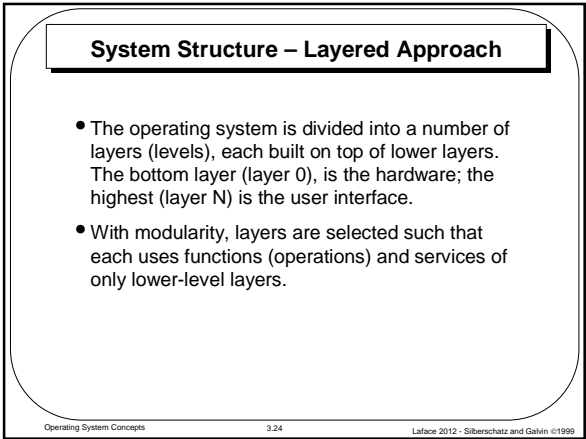 System Structure – Layered Approach
• The operating system is divided into a number of
layers (levels), each built on top of lower layers.
The bottom layer (layer 0), is the hardware; the
highest (layer N) is the user interface.
• With modularity, layers are selected such that
each uses functions (operations) and services of
only lower-level layers.
Operating System Concepts 3.24 Laface 2012 - Silberschatz and Galvin ©1999